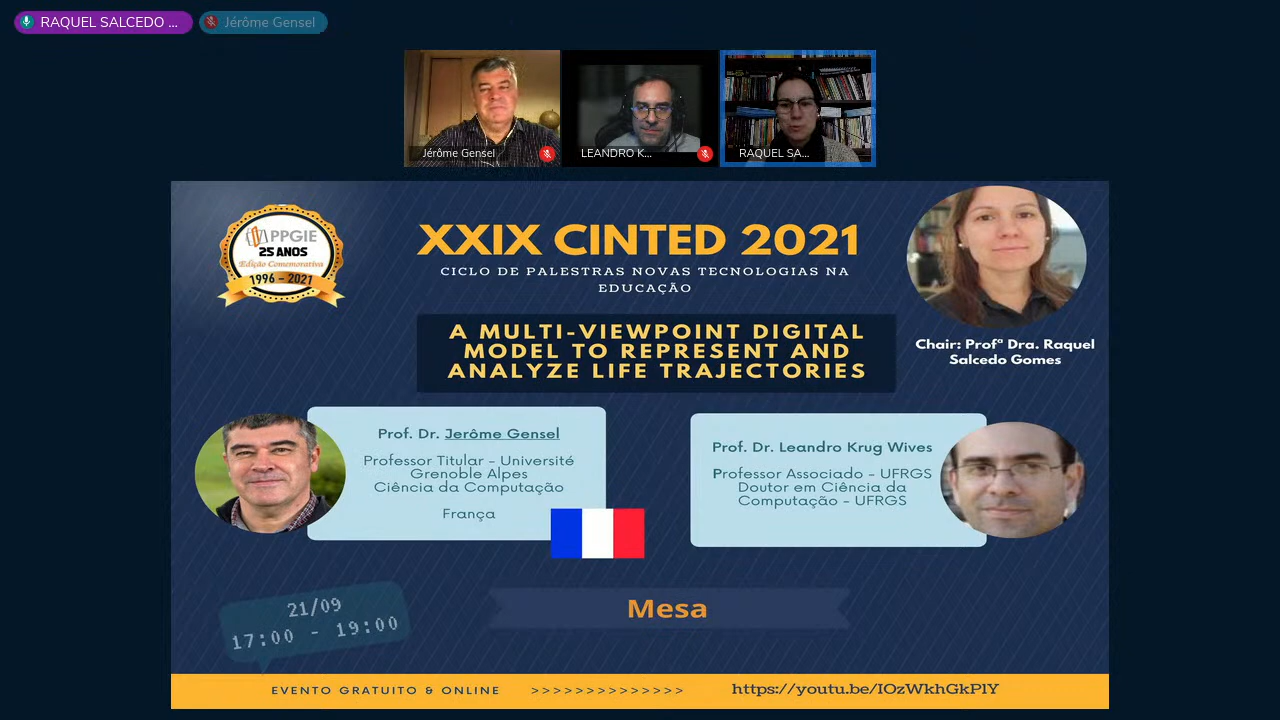 RAQUEL SALCEDO ...
Jérôme Gensel
Jérôme Gensel
LEANDRO K...
RAQUEL SA...
PPGIE
25 ANOS
Edição Comemorativa
1996 - 2021
XXIX CINTED 2021
CICLO DE PALESTRAS NOVAS TECNOLOGIAS NA
EDUCAÇÃO
A MULTI-VIEWPOINT DIGITAL
MODEL TO REPRESENT AND
ANALYZE LIFE TRAJECTORIES
Chair: Profª Dra. Raquel
Salcedo Gomes
Prof. Dr. Jerôme Gensel
Professor Titular - Université
Grenoble Alpes
Ciência da Computação
França
Prof. Dr. Leandro Krug Wives
Professor Associado - UFRGS
Doutor em Ciência da
Computação - UFRGS
21/09
17:00 - 19:00
Mesa
EVENTO GRATUITO & ONLINE >>>>>>>>>>>>>> https://youtu.be/IOzWkhGkPlY